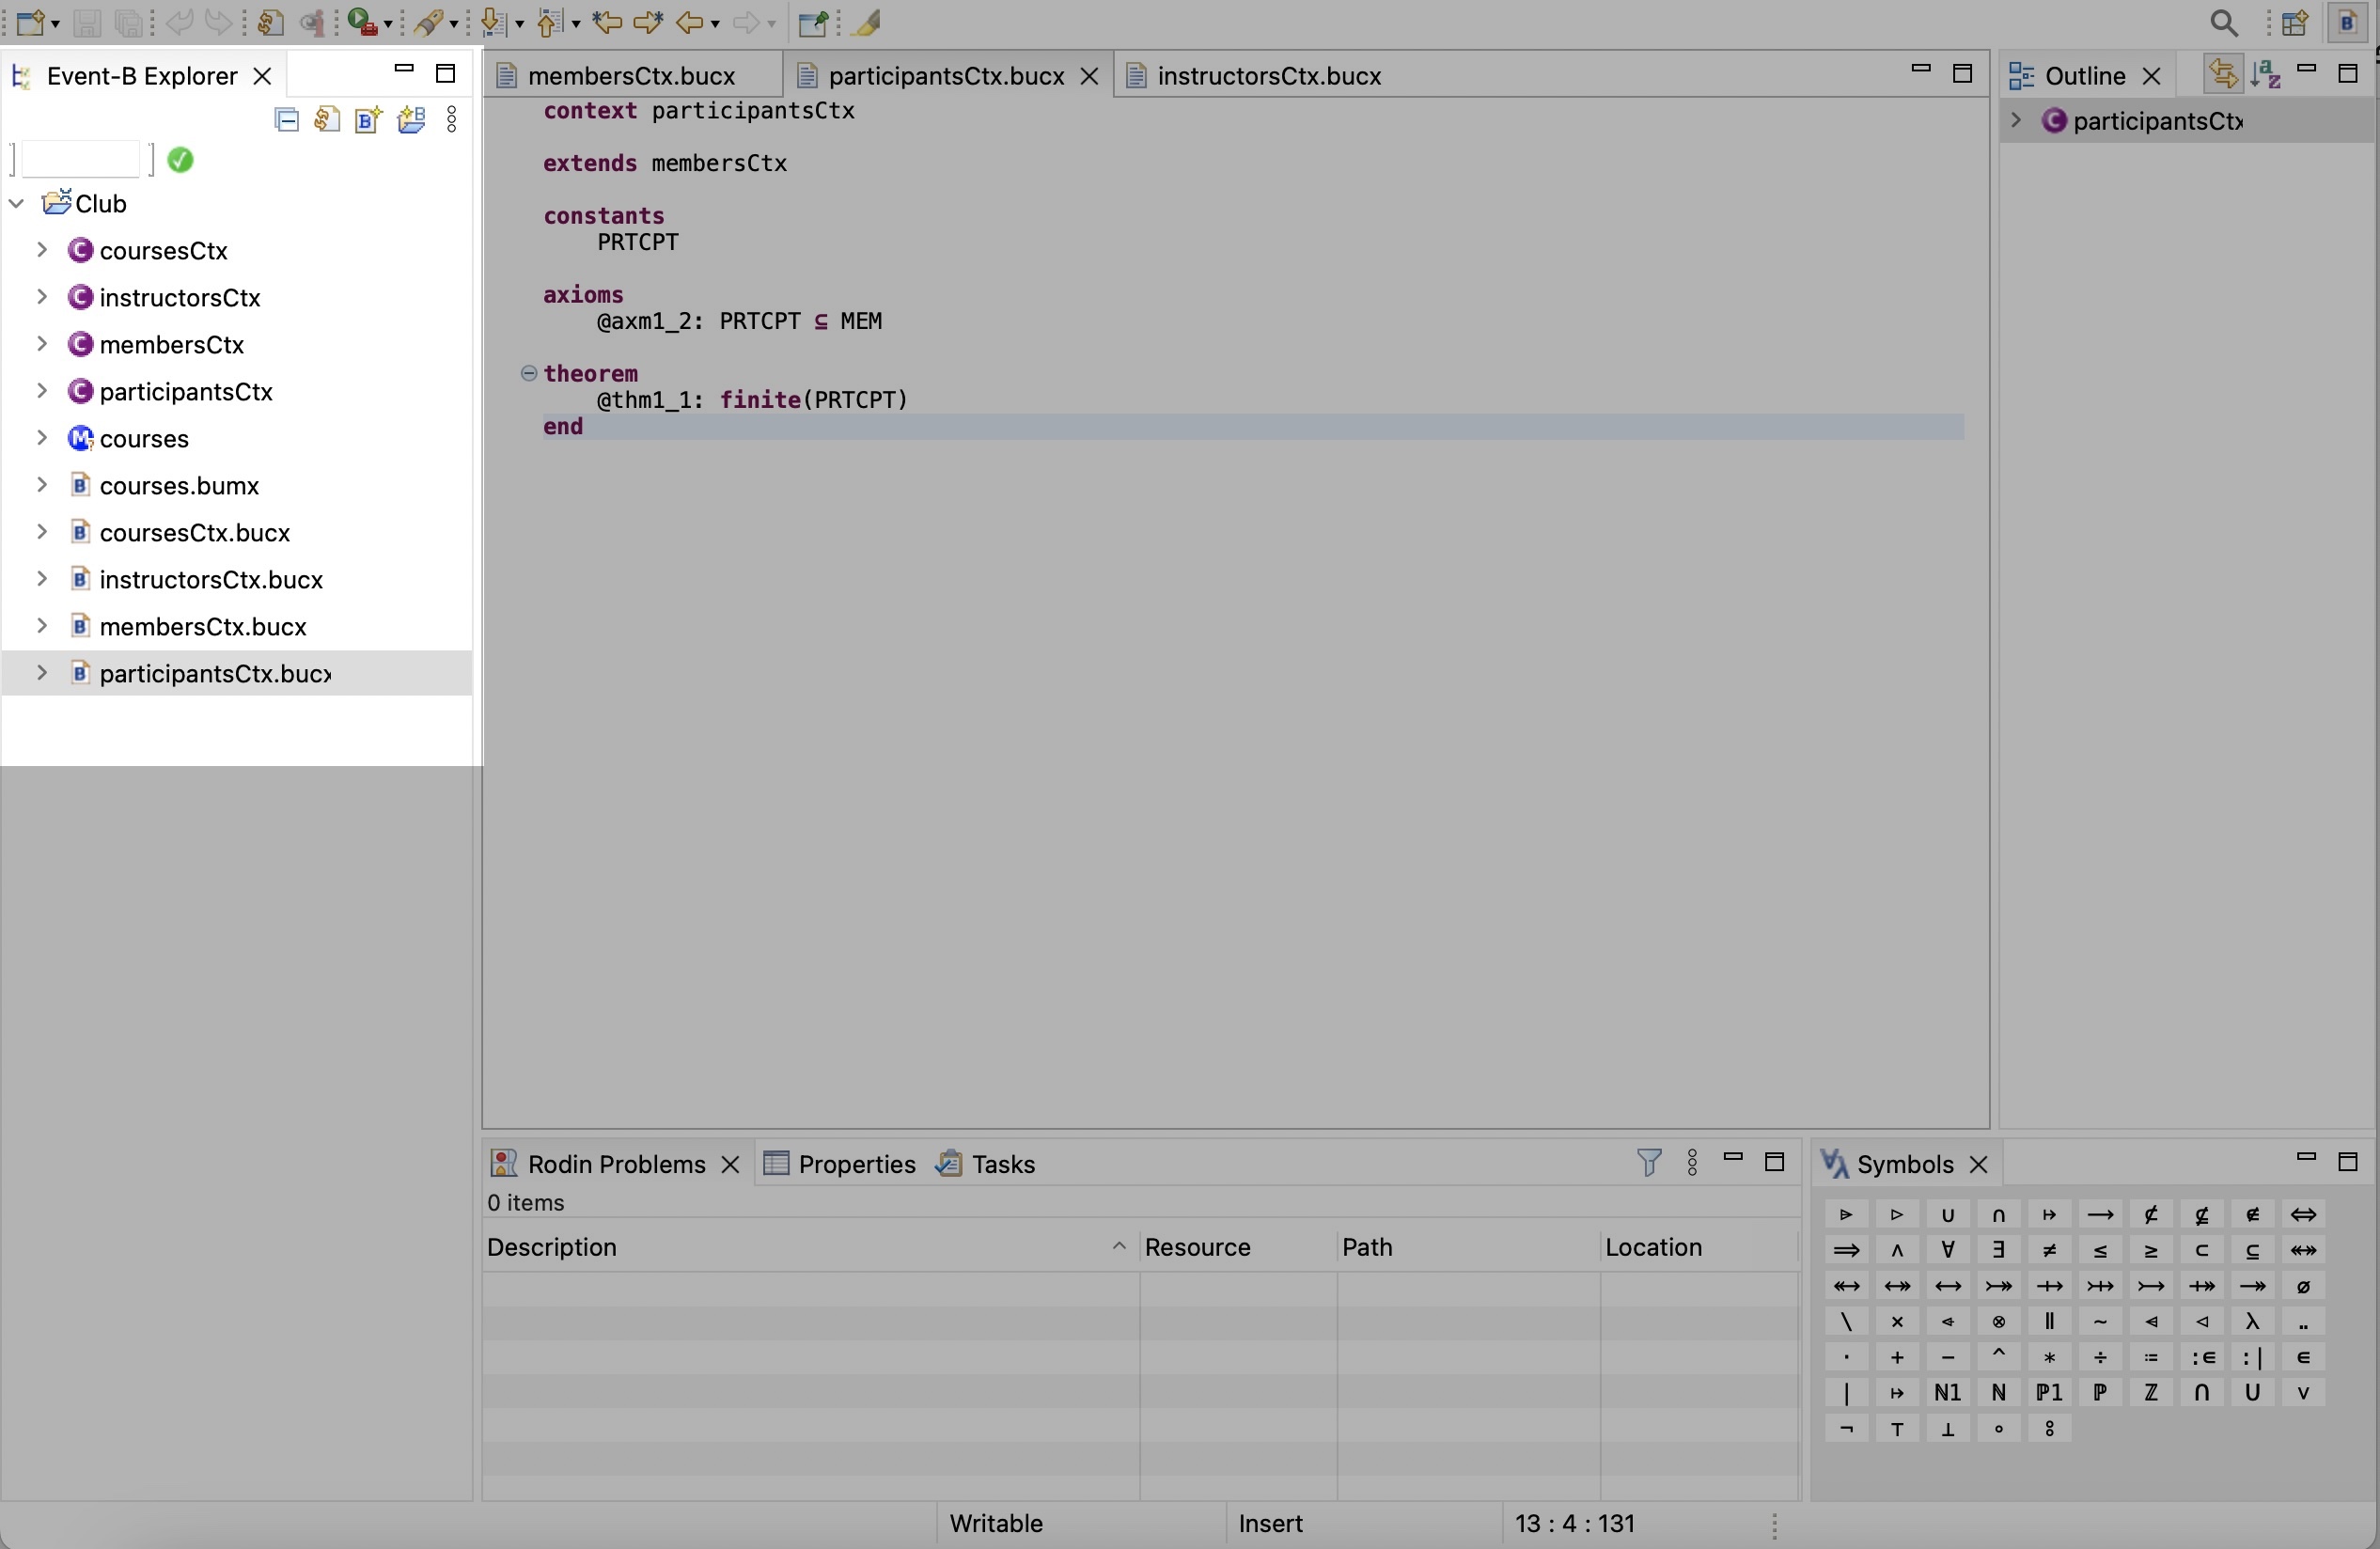 Event-B Explorer
Club
coursesCtx
instructorsCtx
membersCtx
participantsCtx
courses
courses.bumx
coursesCtx.bucx
instructorsCtx.bucx
membersCtx.bucx
participantsCtx.bucx
membersCtx.bucx participantsCtx.bucx instructorsCtx.bucx
context participantsCtx
extends membersCtx
constants
PRTCPT
axioms
@axm1_2: PRTCPT ⊆ MEM
theorem
@thm1_1: finite(PRTCPT)
end
Outline
participantsCtx
Rodin Problems Properties Tasks
0 items
Description Resource Path Location
Symbols
⩥ ▷ ∪ ∩ ↦ → ⊄ ⊈ ∉ ⇔
⇒ ∧ ∀ ∃ ≠ ≤ ≥ ⊂ ⊆ 
 ↔ ⤖ ⇸ ⤔ ↣ ⤀ ↠ ∅
∖ ×  ⊗ ∥ ∼ ⩤ ◁ λ ‥
· + − ^ ∗ ÷ ≔ :∈ :∣ ∈
∣ ↦ ℕ1 ℕ ℙ1 ℙ ℤ ⋂ ⋃ ∨
¬ ⊤ ⊥ ∘ 
Writable Insert 13 : 4 : 131